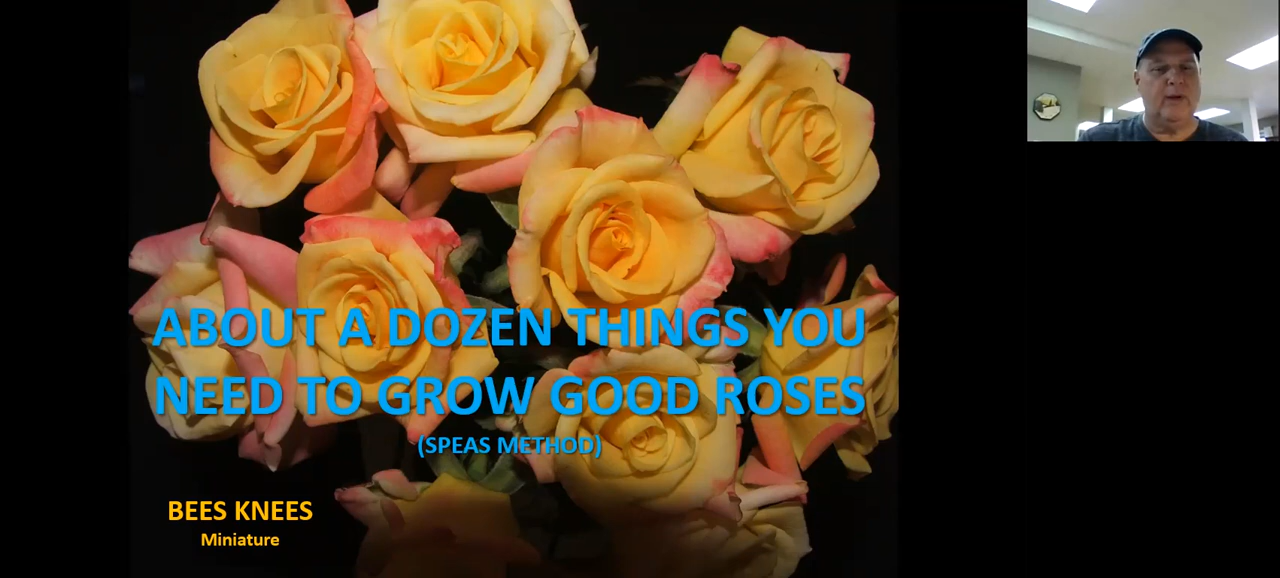 ABOUT A DOZEN THINGS YOU
NEED TO GROW GOOD ROSES
(SPEAS METHOD)
BEES KNEES
Miniature